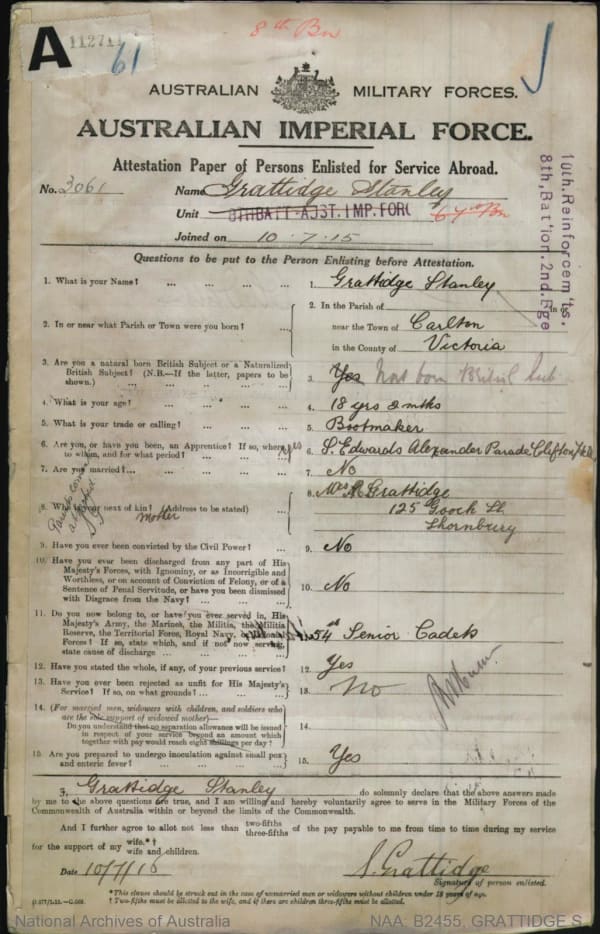 8th Bn
A
11271
61
AUSTRALIAN MILITARY FORCES.
AUSTRALIAN IMPERIAL FORCE.
Attestation Paper of Persons Enlisted for Service Abroad.
No. 3061 Name Grattidge Stanley
Unit 8THBATT-AJST.IMP.FORC 64th Bn
Joined on 10.7.15
10th.Reinforcem'ts.
8th.Bat'ion.2nd.Bge
Questions to be put to the Person Enlisting before Attestation.
1. What is your Name? ... 1. Grattidge Stanley
2. In or near what Parish or Town were you born? ... 2. In the Parish of
near the Town of Carlton
in the County of Victoria
3. Are you a natural born British Subject or a Naturalized
British Subject? (N.B.—If the latter, papers to be
shown.) ... 3. Yes Nat born British Sub
4. What is your age? ... 4. 18 yrs 2 mths
5. What is your trade or calling? ... 5. Bootmaker
6. Are you, or have you been, an Apprentice? If so, where,
to whom, and for what period? ... 6. S. Edwards Alexander Parade Clifton Hill
7. Are you married? ... 7. No
8. Who is your next of kin? (Address to be stated) mother 8. Mrs A Grattidge
125 Gooch St
Thornbury
Parents consent
attached
9. Have you ever been convicted by the Civil Power? ... 9. No
10. Have you ever been discharged from any part of His
Majesty's Forces, with Ignominy, or as Incorrigible and
Worthless, or on account of Conviction of Felony, or of a
Sentence of Penal Servitude, or have you been dismissed
with Disgrace from the Navy? ... 10. No
11. Do you now belong to, or have you ever served in, His
Majesty's Army, the Marines, the Militia, the Militia
Reserve, the Territorial Force, Royal Navy, or Colonial
Forces? If so, state which, and if not now serving,
state cause of discharge ... 54th Senior Cadets
12. Have you stated the whole, if any, of your previous service? 12. Yes
13. Have you ever been rejected as unfit for His Majesty's
Service? If so, on what grounds? ... 13. No
14. (For married men, widowers with children, and soldiers who
are the sole support of widowed mother)—
Do you understand that no separation allowance will be issued
in respect of your service beyond an amount which
together with pay would reach eight shillings per day? 14.
15. Are you prepared to undergo inoculation against small pox
and enteric fever? ... 15. Yes
I, Grattidge Stanley do solemnly declare that the above answers made
by me to the above questions are true, and I am willing and hereby voluntarily agree to serve in the Military Forces of the
Commonwealth of Australia within or beyond the limits of the Commonwealth.
And I further agree to allot not less than two-fifths three-fifths of the pay payable to me from time to time during my service
for the support of my wife.*† wife and children.
Date 10/7/15 S. Grattidge
Signature of person enlisted.
*This clause should be struck out in the case of unmarried men or widowers without children under 18 years of age.
† Two-fifths must be allotted to the wife, and if there are children three-fifths must be allotted.
National Archives of Australia NAA: B2455, GRATTIDGE S